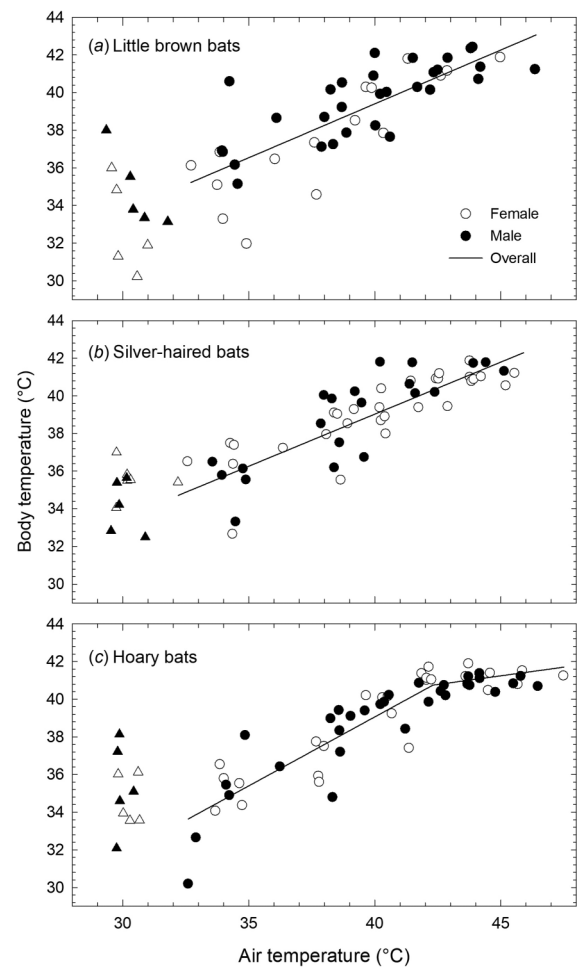 (a) Little brown bats
44
42
40
38
36
34
32
30
Female
Male
Overall
(b) Silver-haired bats
44
42
40
38
36
34
32
30
Body temperature (°C)
(c) Hoary bats
44
42
40
38
36
34
32
30
30 35 40 45
Air temperature (°C)